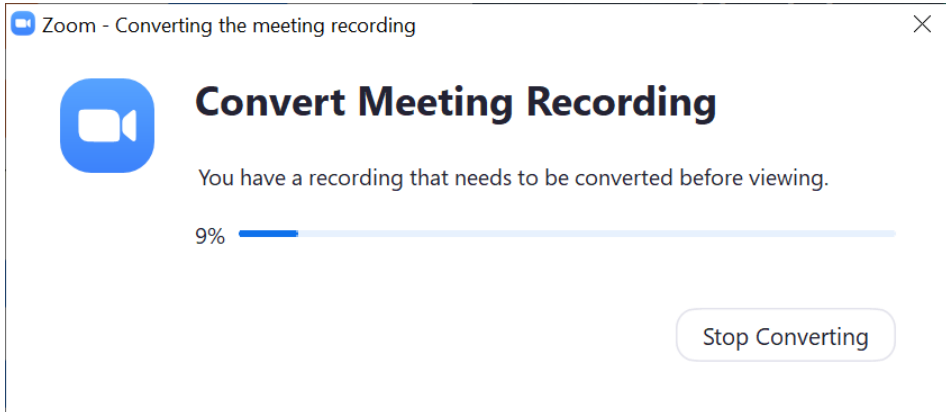 Zoom - Converting the meeting recording
Convert Meeting Recording
You have a recording that needs to be converted before viewing.
9%
Stop Converting